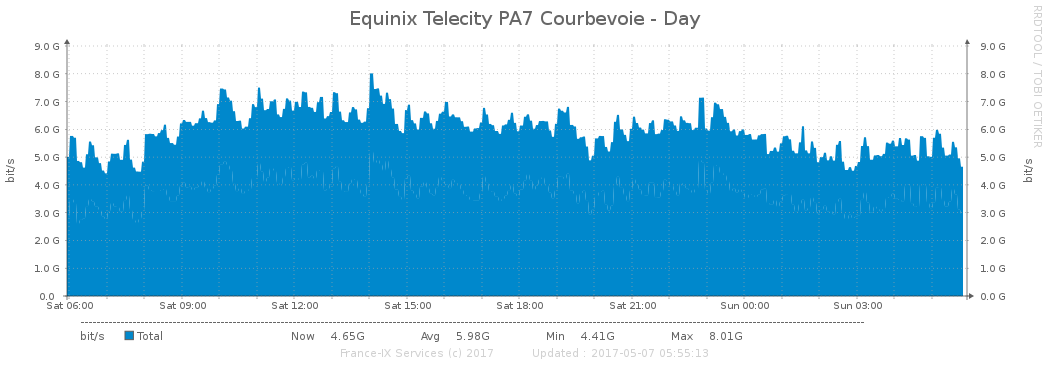 Equinix Telecity PA7 Courbevoie - Day
RRDTOOL / TOBI OETIKER
bit/s
9.0 G 9.0 G
8.0 G 8.0 G
7.0 G 7.0 G
6.0 G 6.0 G
5.0 G 5.0 G
4.0 G 4.0 G
3.0 G 3.0 G
2.0 G 2.0 G
1.0 G 1.0 G
0.0 0.0 G
bit/s
Sat 06:00 Sat 09:00 Sat 12:00 Sat 15:00 Sat 18:00 Sat 21:00 Sun 00:00 Sun 03:00
bit/s Total Now 4.65G Avg 5.98G Min 4.41G Max 8.01G
France-IX Services (c) 2017 Updated : 2017-05-07 05:55:13